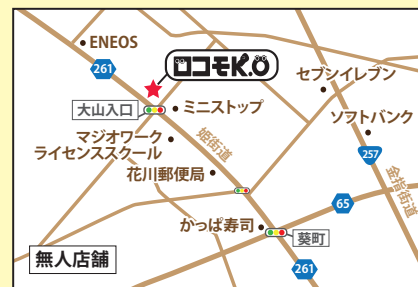 ENEOS
261
ロコモK.O
セブンイレブン
大山入口
ミニストップ
ソフトバンク
マジオワーク
ライセンススクール
姫街道
257
花川郵便局
金指街道
65
かっぱ寿司
葵町
無人店舗
261